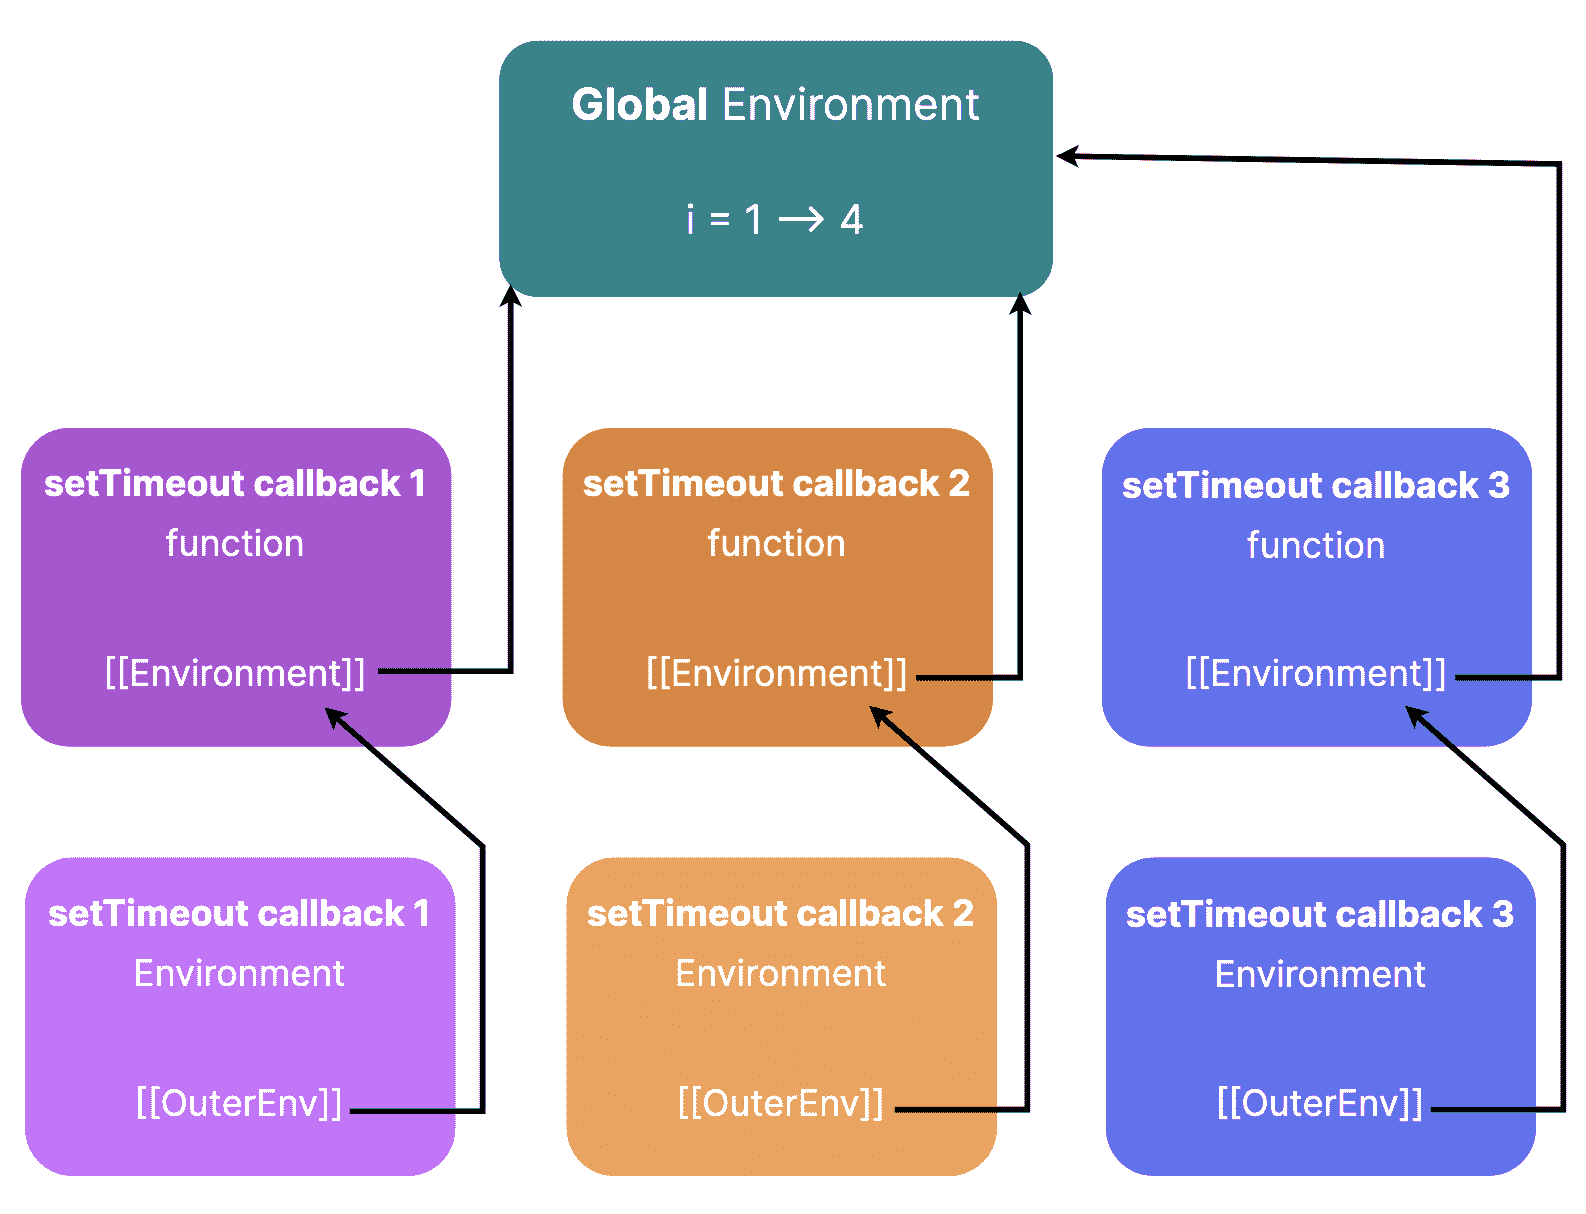 Global Environment
i = 1 → 4
setTimeout callback 1
function
[[Environment]]
setTimeout callback 2
function
[[Environment]]
setTimeout callback 3
function
[[Environment]]
setTimeout callback 1
Environment
[[OuterEnv]]
setTimeout callback 2
Environment
[[OuterEnv]]
setTimeout callback 3
Environment
[[OuterEnv]]